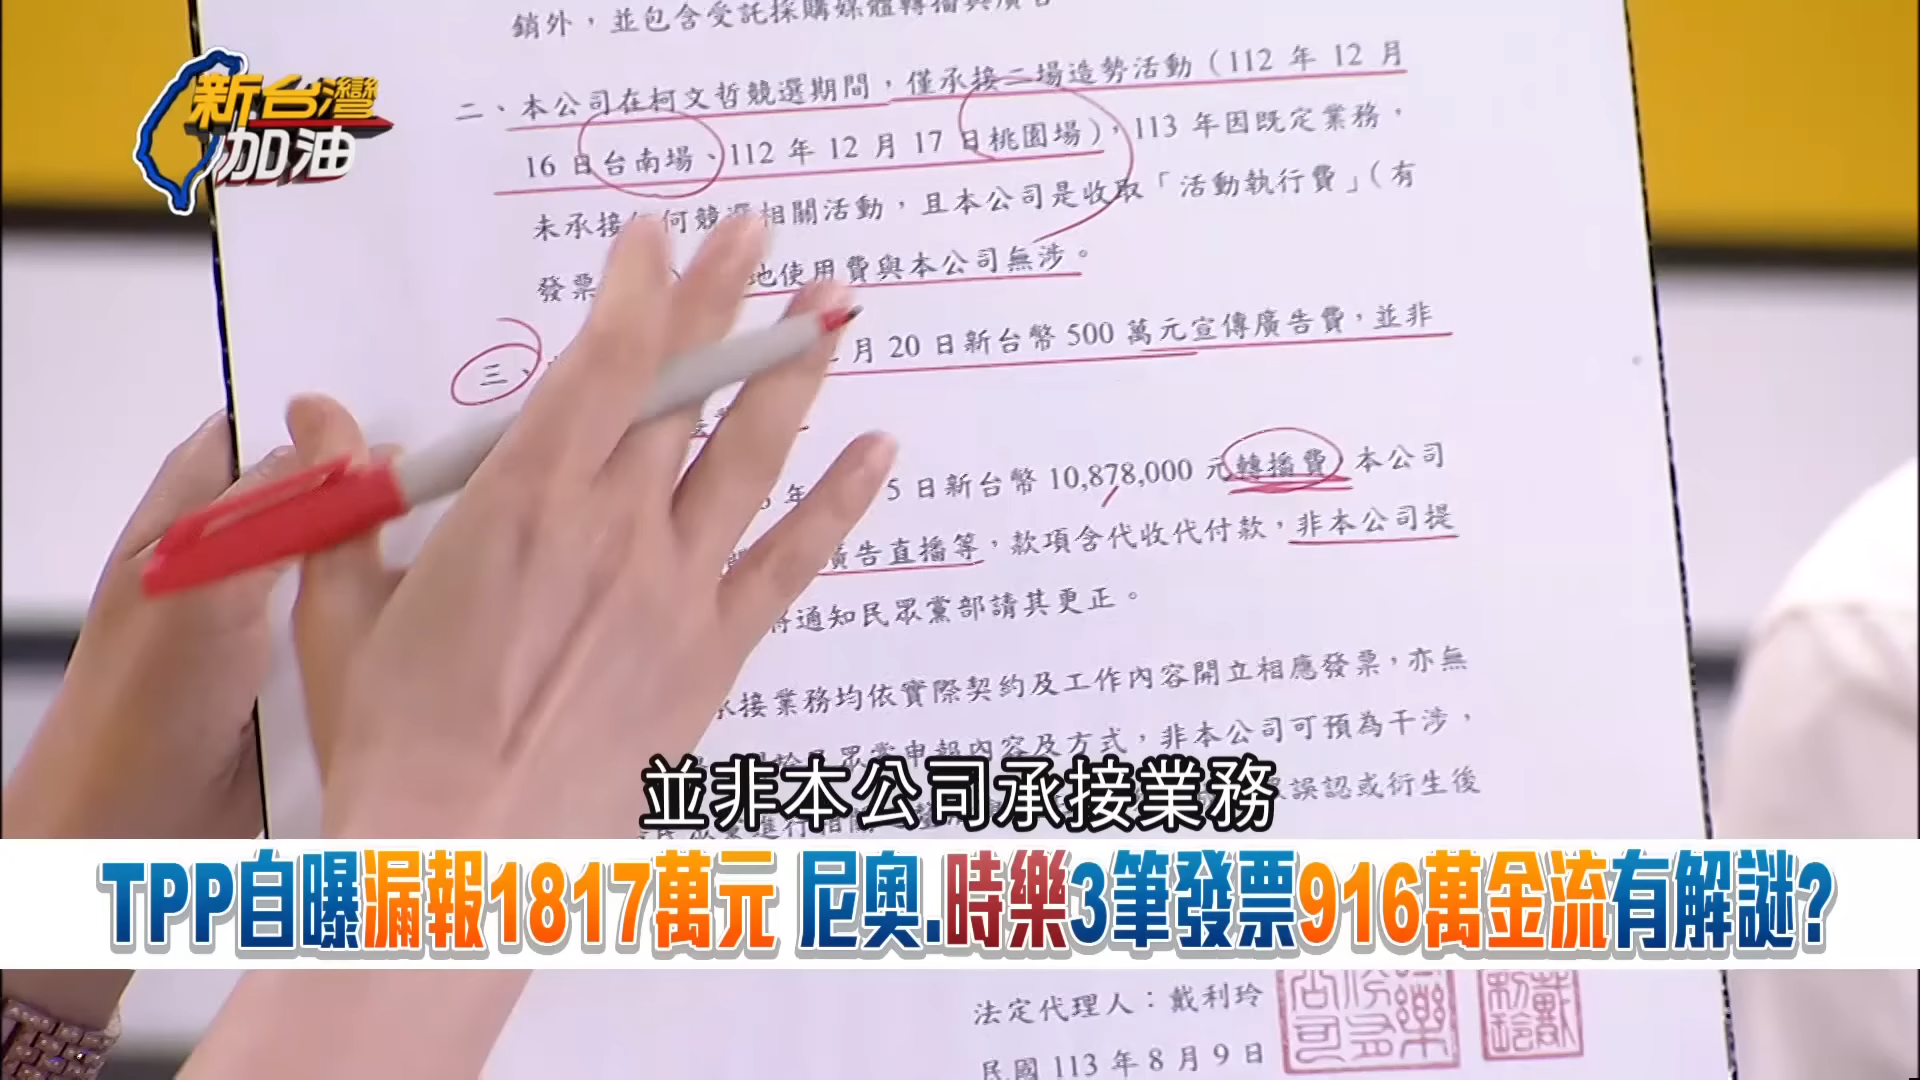 新台灣
加油
銷外，並包含受託採購媒體轉播與廣告
二、本公司在柯文哲競選期間，僅承接二場造勢活動（112 年 12 月
16 日台南場、112 年 12 月 17 日桃園場），113 年因既定業務，
未承接 何競選相關活動，且本公司是收取「活動執行費」（有
發票 地使用費與本公司無涉。
三、 月 20 日新台幣 500 萬元宣傳廣告費，並非
年 5 日新台幣 10,878,000 元轉播費，本公司
廣告直播等，款項含代收代付款，非本公司提
將通知民眾黨部請其更正。
承接業務均依實際契約及工作內容開立相應發票，亦無
民眾黨申報內容及方式，非本公司可預為干涉，
誤認或衍生後
並非本公司承接業務
TPP自曝漏報1817萬元 尼奧.時樂3筆發票916萬金流有解謎?
法定代理人：戴利玲
民國 113 年 8 月 9 日